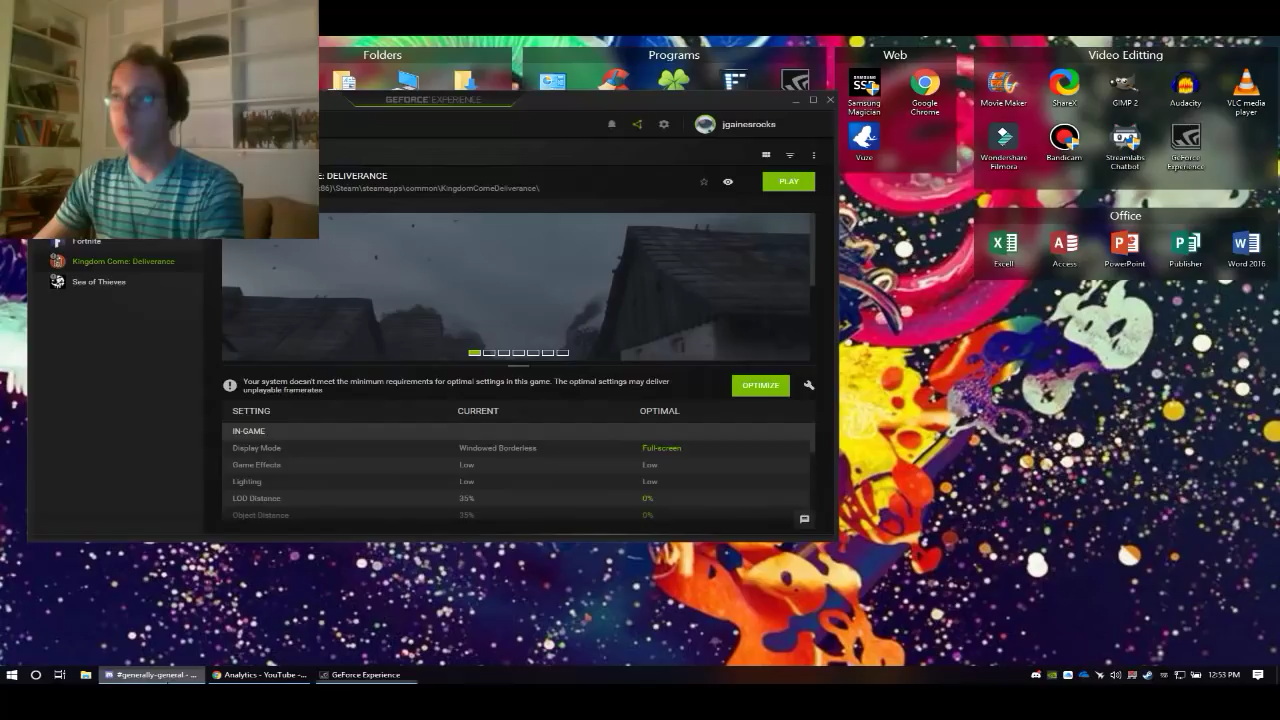 Folders
Programs
Web
Video Editing
GEFORCE EXPERIENCE
Samsung Magician
Google Chrome
Movie Maker
ShareX
GIMP 2
Audacity
VLC media player
jgainesrocks
Vuze
Wondershare Filmora
Bandicam
Streamlabs Chatbot
GeForce Experience
E: DELIVERANCE
x86)\Steam\steamapps\common\KingdomComeDeliverance\
PLAY
Office
Fortnite
Kingdom Come: Deliverance
Sea of Thieves
Excell
Access
PowerPoint
Publisher
Word 2016
Your system doesn't meet the minimum requirements for optimal settings in this game. The optimal settings may deliver
unplayable framerates
OPTIMIZE
SETTING CURRENT OPTIMAL
IN-GAME
Display Mode Windowed Borderless Full-screen
Game Effects Low Low
Lighting Low Low
LOD Distance 35% 0%
Object Distance 35% 0%
#generally-general - ...
Analytics - YouTube -...
GeForce Experience
12:53 PM